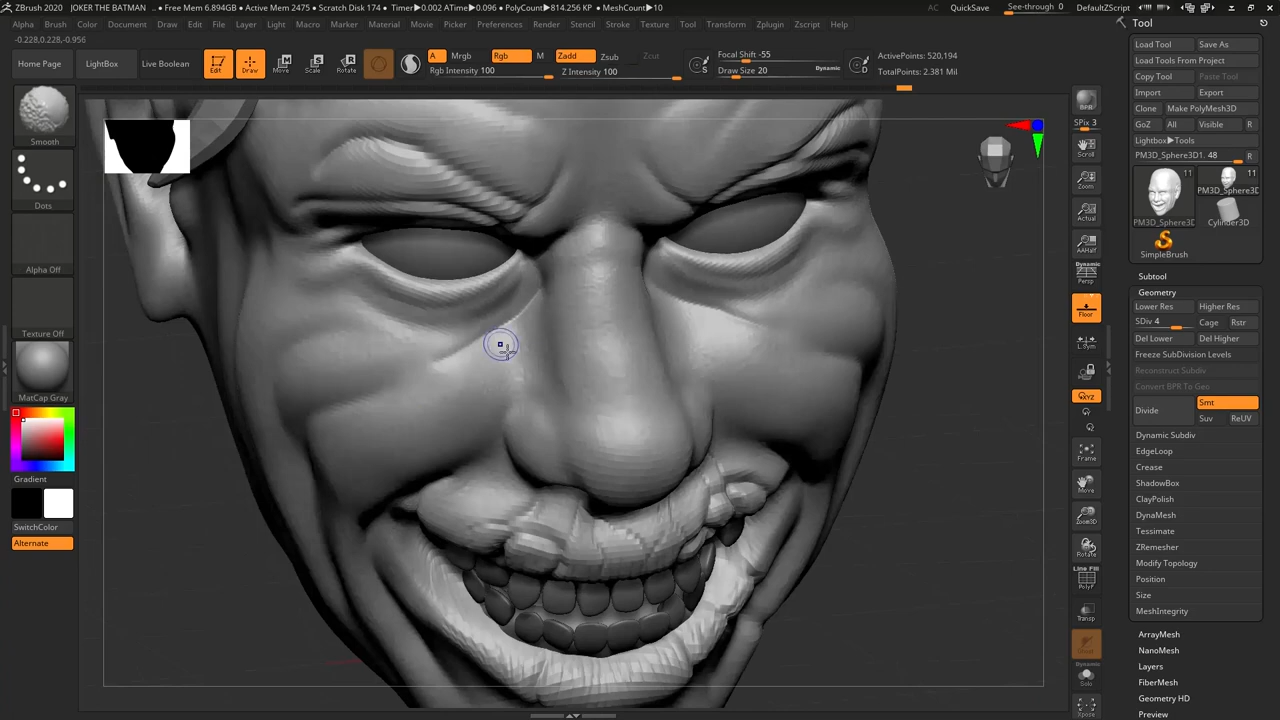 ZBrush 2020 JOKER THE BATMAN ... • Free Mem 6.894GB • Active Mem 2475 • Scratch Disk 174 • Timer▶0.002 ATime▶0.096 • PolyCount▶814.256 KP • MeshCount▶10
AC QuickSave See-through 0 DefaultZScript
Alpha Brush Color Document Draw Edit File Layer Light Macro Marker Material Movie Picker Preferences Render Stencil Stroke Texture Tool Transform Zplugin Zscript Help
-0.228,0.228,-0.956
Home Page LightBox Live Boolean Edit Draw Move Scale Rotate
A Mrgb Rgb M Zadd Zsub Zcut
Rgb Intensity 100 Z Intensity 100
Focal Shift -55
Draw Size 20 Dynamic
S D
ActivePoints: 520.194
TotalPoints: 2.381 Mil
Smooth
Dots
Alpha Off
Texture Off
MatCap Gray
Gradient
SwitchColor
Alternate
BPR
SPix 3
Scroll
Zoom
Actual
AAHalf
Dynamic
Persp
Floor
L.Sym
XYZ
Frame
Move
Zoom3D
Rotate
Line Fill
PolyF
Transp
Ghost
Dynamic
Solo
Xpose
Tool
Load Tool Save As
Load Tools From Project
Copy Tool Paste Tool
Import Export
Clone Make PolyMesh3D
GoZ All Visible R
Lightbox▶Tools
PM3D_Sphere3D1. 48 R
11 11
PM3D_Sphere3D
PM3D_Sphere3D Cylinder3D
SimpleBrush
Subtool
Geometry
Lower Res Higher Res
SDiv 4 Cage Rstr
Del Lower Del Higher
Freeze SubDivision Levels
Reconstruct Subdiv
Convert BPR To Geo
Divide Smt
Suv ReUV
Dynamic Subdiv
EdgeLoop
Crease
ShadowBox
ClayPolish
DynaMesh
Tessimate
ZRemesher
Modify Topology
Position
Size
MeshIntegrity
ArrayMesh
NanoMesh
Layers
FiberMesh
Geometry HD
Preview